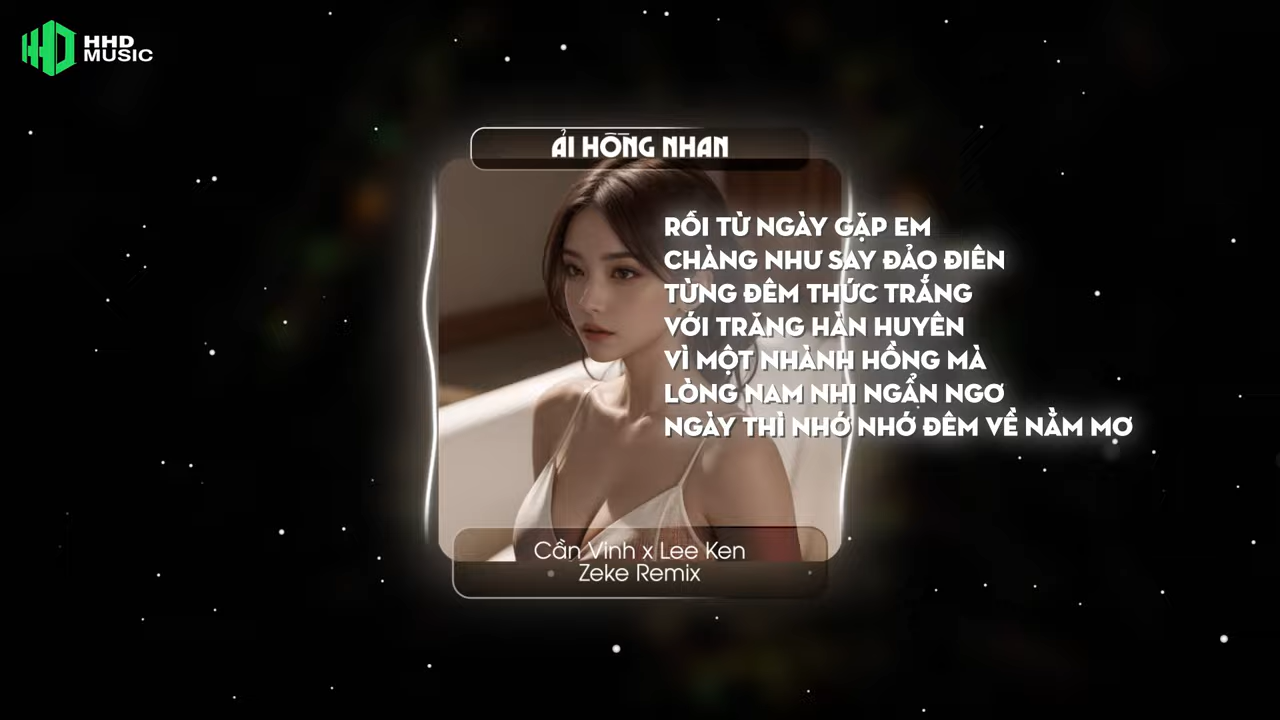 HHD
MUSIC
ẢI HỒNG NHAN
RỒI TỪ NGÀY GẶP EM
CHÀNG NHƯ SAY ĐẢO ĐIÊN
TỪNG ĐÊM THỨC TRẮNG
VỚI TRĂNG HÀN HUYÊN
VÌ MỘT NHÀNH HỒNG MÀ
LÒNG NAM NHI NGẨN NGƠ
NGÀY THÌ NHỚ NHỚ ĐÊM VỀ NẰM MƠ
Cần Vinh x Lee Ken
Zeke Remix